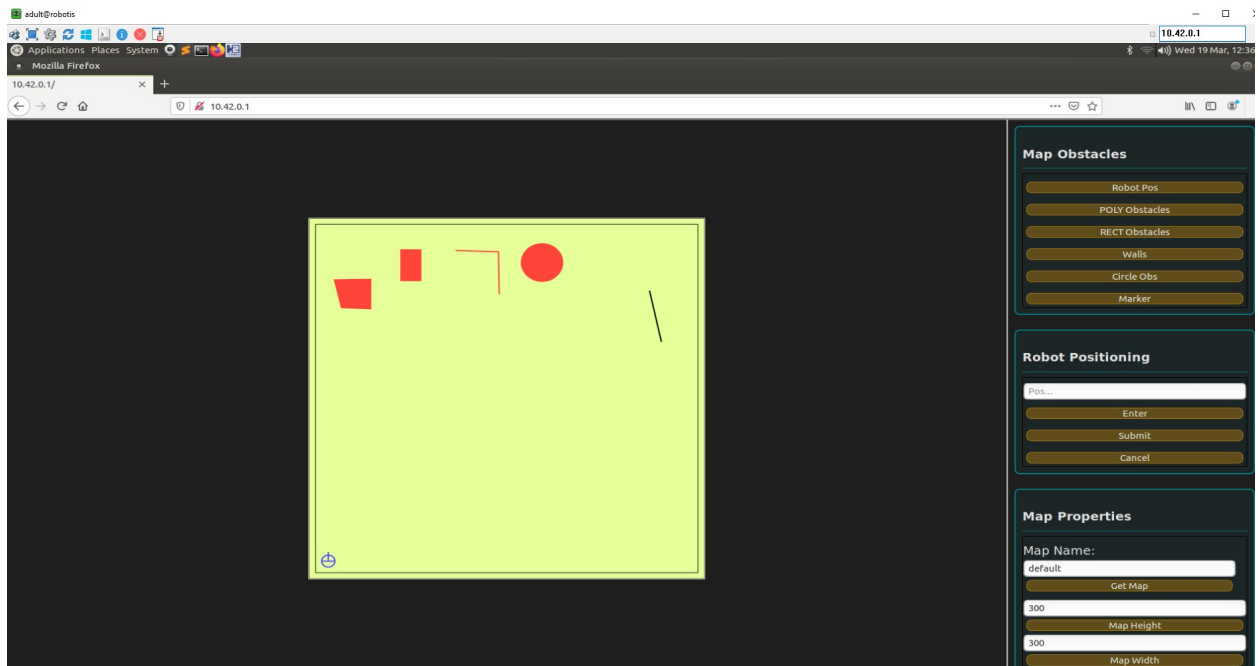 adult@robotis
10.42.0.1
Applications Places System
Wed 19 Mar, 12:36
Mozilla Firefox
10.42.0.1/
10.42.0.1
Map Obstacles
Robot Pos
POLY Obstacles
RECT Obstacles
Walls
Circle Obs
Marker
Robot Positioning
Pos...
Enter
Submit
Cancel
Map Properties
Map Name:
default
Get Map
300
Map Height
300
Map Width